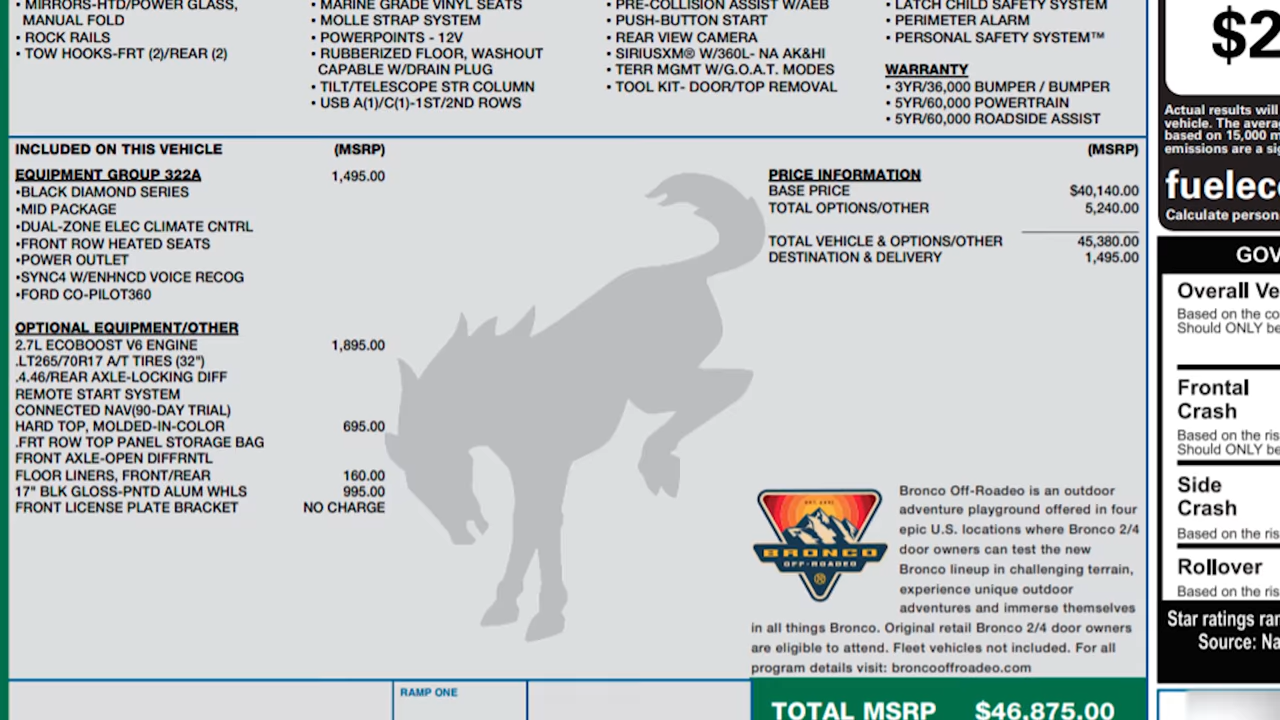 • MIRRORS-HTD/POWER GLASS,
MANUAL FOLD
• ROCK RAILS
• TOW HOOKS-FRT (2)/REAR (2)
• MARINE GRADE VINYL SEATS
• MOLLE STRAP SYSTEM
• POWERPOINTS - 12V
• RUBBERIZED FLOOR, WASHOUT
CAPABLE W/DRAIN PLUG
• TILT/TELESCOPE STR COLUMN
• USB A(1)/C(1)-1ST/2ND ROWS
• PRE-COLLISION ASSIST W/AEB
• PUSH-BUTTON START
• REAR VIEW CAMERA
• SIRIUSXM® W/360L- NA AK&HI
• TERR MGMT W/G.O.A.T. MODES
• TOOL KIT- DOOR/TOP REMOVAL
• LATCH CHILD SAFETY SYSTEM
• PERIMETER ALARM
• PERSONAL SAFETY SYSTEM™
WARRANTY
• 3YR/36,000 BUMPER / BUMPER
• 5YR/60,000 POWERTRAIN
• 5YR/60,000 ROADSIDE ASSIST
INCLUDED ON THIS VEHICLE (MSRP)
EQUIPMENT GROUP 322A 1,495.00
•BLACK DIAMOND SERIES
•MID PACKAGE
•DUAL-ZONE ELEC CLIMATE CNTRL
•FRONT ROW HEATED SEATS
•POWER OUTLET
•SYNC4 W/ENHNCD VOICE RECOG
•FORD CO-PILOT360
OPTIONAL EQUIPMENT/OTHER
2.7L ECOBOOST V6 ENGINE 1,895.00
.LT265/70R17 A/T TIRES (32")
.4.46/REAR AXLE-LOCKING DIFF
REMOTE START SYSTEM
CONNECTED NAV(90-DAY TRIAL)
HARD TOP, MOLDED-IN-COLOR 695.00
.FRT ROW TOP PANEL STORAGE BAG
FRONT AXLE-OPEN DIFFRNTL
FLOOR LINERS, FRONT/REAR 160.00
17" BLK GLOSS-PNTD ALUM WHLS 995.00
FRONT LICENSE PLATE BRACKET NO CHARGE
(MSRP)
PRICE INFORMATION
BASE PRICE $40,140.00
TOTAL OPTIONS/OTHER 5,240.00
TOTAL VEHICLE & OPTIONS/OTHER 45,380.00
DESTINATION & DELIVERY 1,495.00
BRONCO
OFF-ROADEO
®
Bronco Off-Roadeo is an outdoor
adventure playground offered in four
epic U.S. locations where Bronco 2/4
door owners can test the new
Bronco lineup in challenging terrain,
experience unique outdoor
adventures and immerse themselves
in all things Bronco. Original retail Bronco 2/4 door owners
are eligible to attend. Fleet vehicles not included. For all
program details visit: broncooffroadeo.com
RAMP ONE
TOTAL MSRP $46,875.00
$2
Actual results will
vehicle. The avera
based on 15,000 m
emissions are a sig
fueleco
Calculate person
GOV
Overall Ve
Based on the co
Should ONLY be
Frontal
Crash
Based on the ris
Should ONLY be
Side
Crash
Based on the ris
Rollover
Based on the ris
Star ratings ran
Source: Na